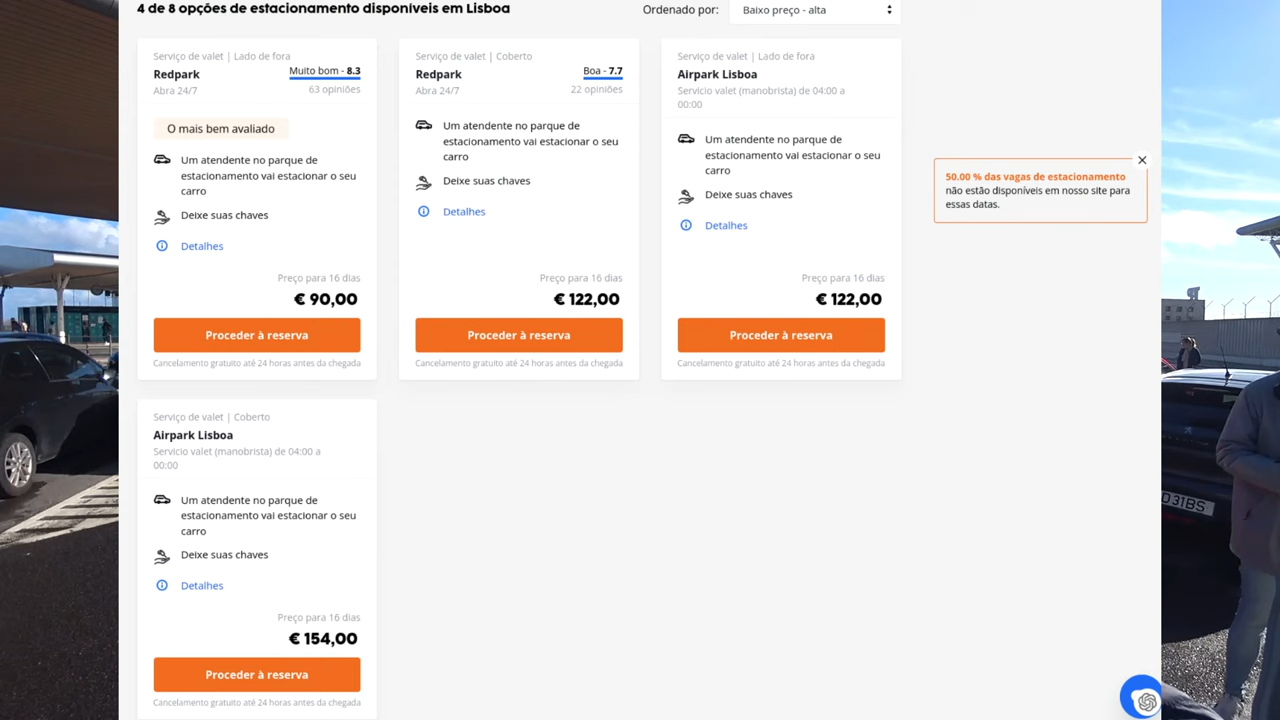 4 de 8 opções de estacionamento disponíveis em Lisboa
Ordenado por:
Baixo preço - alta
Serviço de valet | Lado de fora
Redpark
Muito bom - 8.3
Abra 24/7
63 opiniões
O mais bem avaliado
Um atendente no parque de
estacionamento vai estacionar o seu
carro
Deixe suas chaves
Detalhes
Preço para 16 dias
€ 90,00
Proceder à reserva
Cancelamento gratuito até 24 horas antes da chegada
Serviço de valet | Coberto
Redpark
Boa - 7.7
Abra 24/7
22 opiniões
Um atendente no parque de
estacionamento vai estacionar o seu
carro
Deixe suas chaves
Detalhes
Preço para 16 dias
€ 122,00
Proceder à reserva
Cancelamento gratuito até 24 horas antes da chegada
Serviço de valet | Lado de fora
Airpark Lisboa
Servicio valet (manobrista) de 04:00 a
00:00
Um atendente no parque de
estacionamento vai estacionar o seu
carro
Deixe suas chaves
Detalhes
Preço para 16 dias
€ 122,00
Proceder à reserva
Cancelamento gratuito até 24 horas antes da chegada
50.00 % das vagas de estacionamento
não estão disponíveis em nosso site para
essas datas.
Serviço de valet | Coberto
Airpark Lisboa
Servicio valet (manobrista) de 04:00 a
00:00
Um atendente no parque de
estacionamento vai estacionar o seu
carro
Deixe suas chaves
Detalhes
Preço para 16 dias
€ 154,00
Proceder à reserva
Cancelamento gratuito até 24 horas antes da chegada